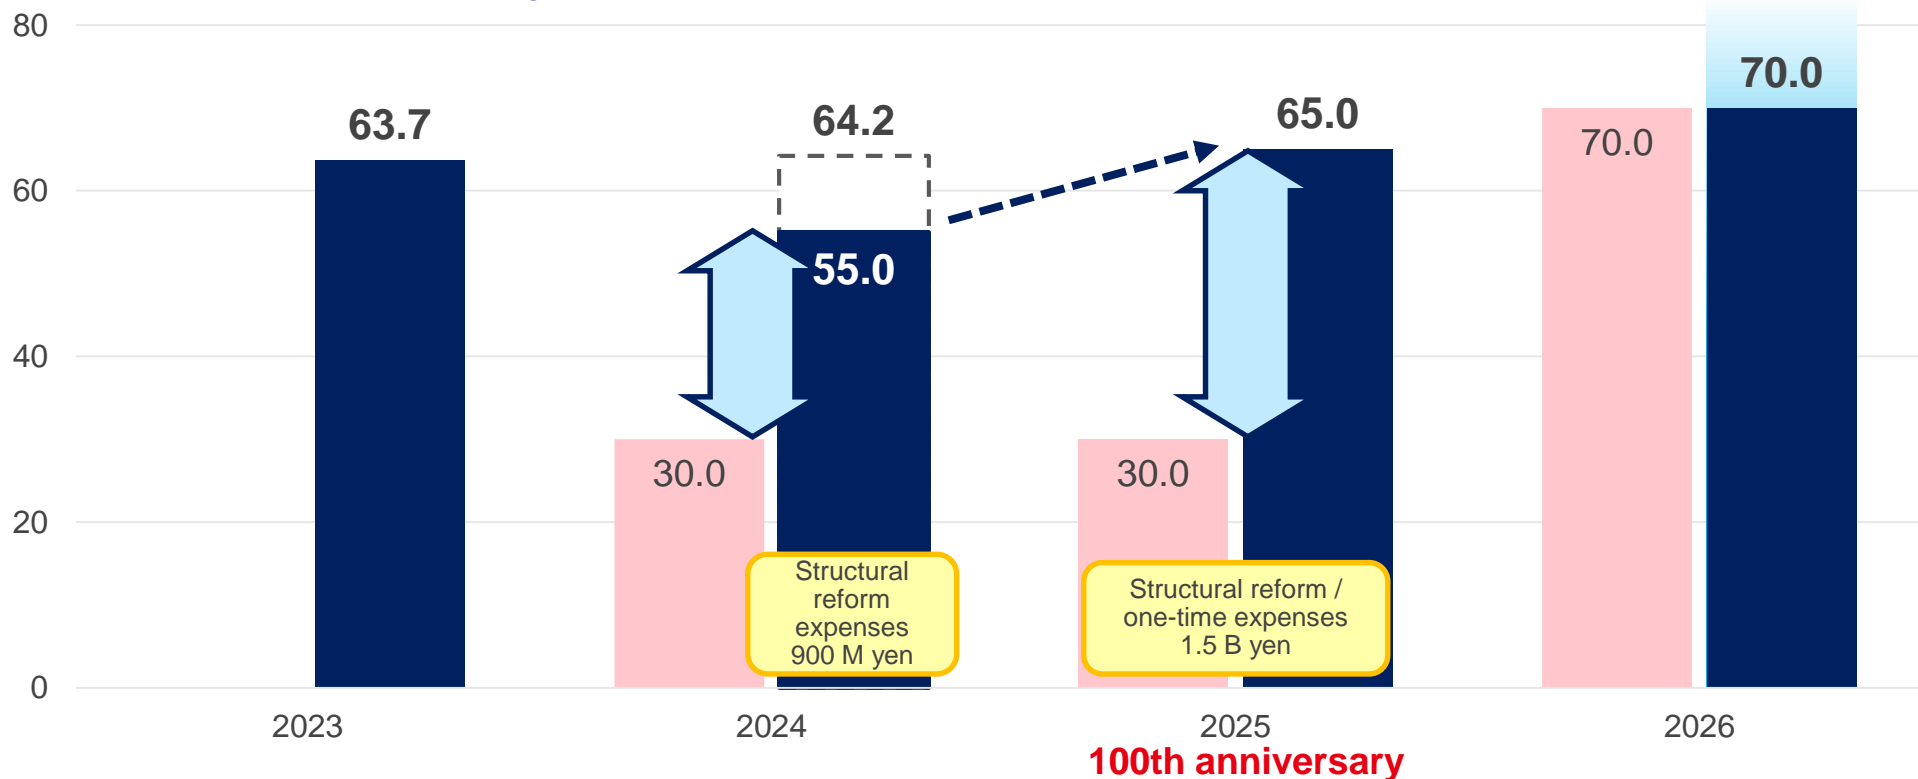 80
60
40
20
0
63.7
64.2
55.0
30.0
65.0
30.0
70.0
70.0
Structural
reform
expenses
900 M yen
Structural reform /
one-time expenses
1.5 B yen
2023
2024
2025
2026
100th anniversary